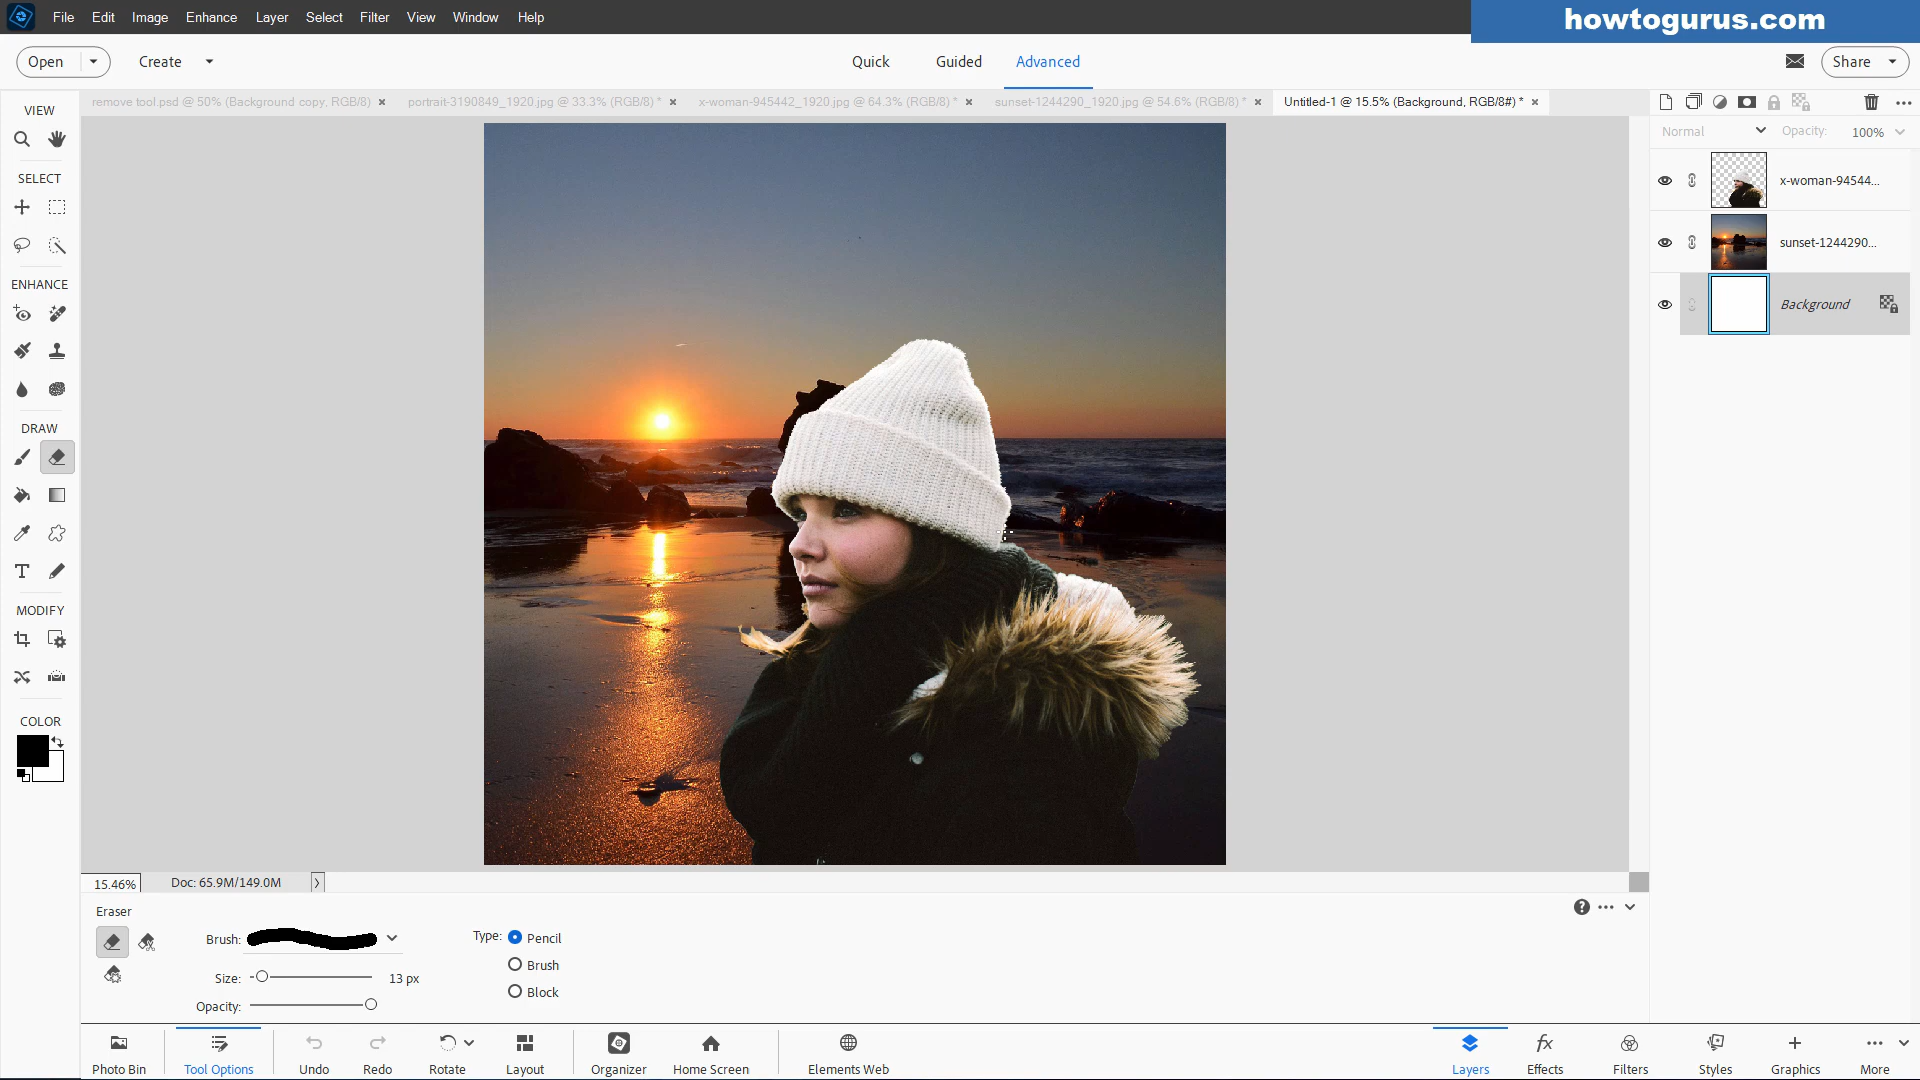 File Edit Image Enhance Layer Select Filter View Window Help
howtogurus.com
Open Create Quick Guided Advanced Share
VIEW
remove tool.psd @ 50% (Background copy, RGB/8) portrait-3190849_1920.jpg @ 33.3% (RGB/8) * x-woman-945442_1920.jpg @ 64.3% (RGB/8) * sunset-1244290_1920.jpg @ 54.6% (RGB/8) * Untitled-1 @ 15.5% (Background, RGB/8#) *
Normal Opacity: 100%
SELECT
x-woman-94544...
sunset-1244290...
ENHANCE
Background
DRAW
MODIFY
COLOR
15.46% Doc: 65.9M/149.0M
Eraser
Brush: Type: Pencil
Brush
Size: 13 px
Block
Opacity:
Photo Bin Tool Options Undo Redo Rotate Layout Organizer Home Screen Elements Web Layers Effects Filters Styles Graphics More